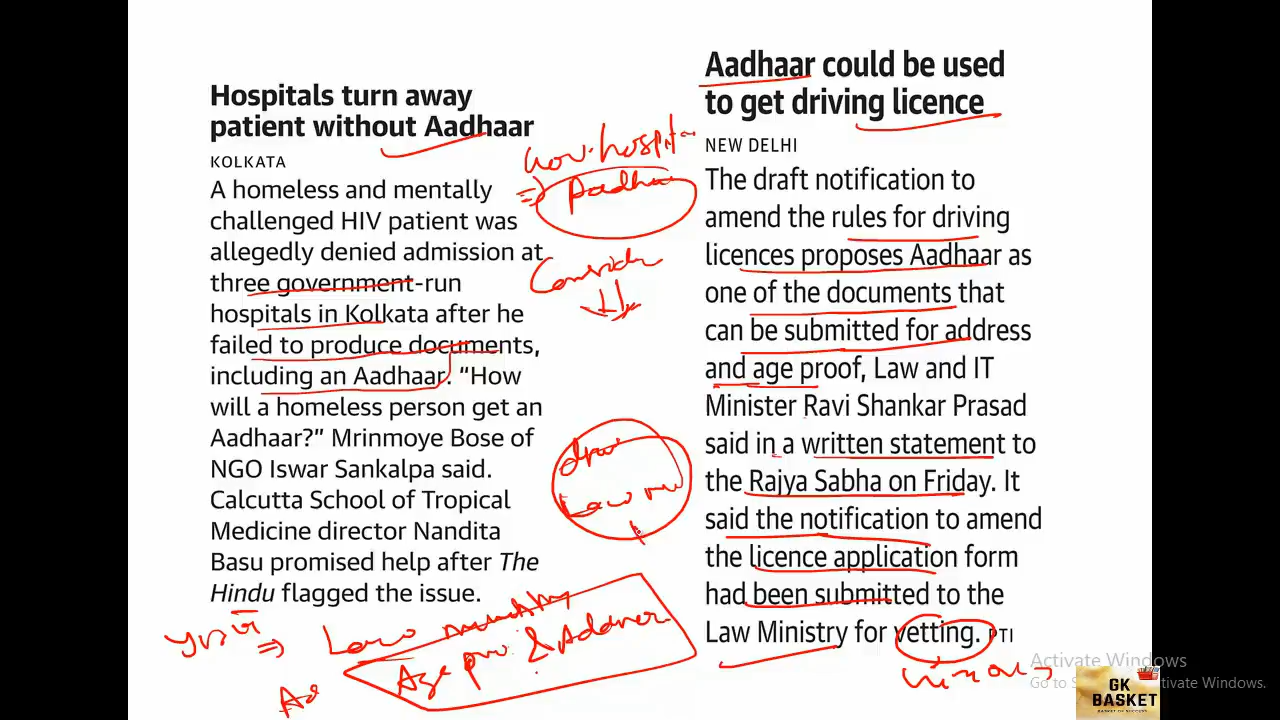 Hospitals turn away
patient without Aadhaar
KOLKATA
A homeless and mentally
challenged HIV patient was
allegedly denied admission at
three government-run
hospitals in Kolkata after he
failed to produce documents,
including an Aadhaar. “How
will a homeless person get an
Aadhaar?” Mrinmoye Bose of
NGO Iswar Sankalpa said.
Calcutta School of Tropical
Medicine director Nandita
Basu promised help after The
Hindu flagged the issue.
Aadhaar could be used
to get driving licence
NEW DELHI
The draft notification to
amend the rules for driving
licences proposes Aadhaar as
one of the documents that
can be submitted for address
and age proof, Law and IT
Minister Ravi Shankar Prasad
said in a written statement to
the Rajya Sabha on Friday. It
said the notification to amend
the licence application form
had been submitted to the
Law Ministry for vetting. PTI
Gov. hospital
Consider
Law
Law
Age &
Activate Windows
Go to Activate Windows.
GK
BASKET